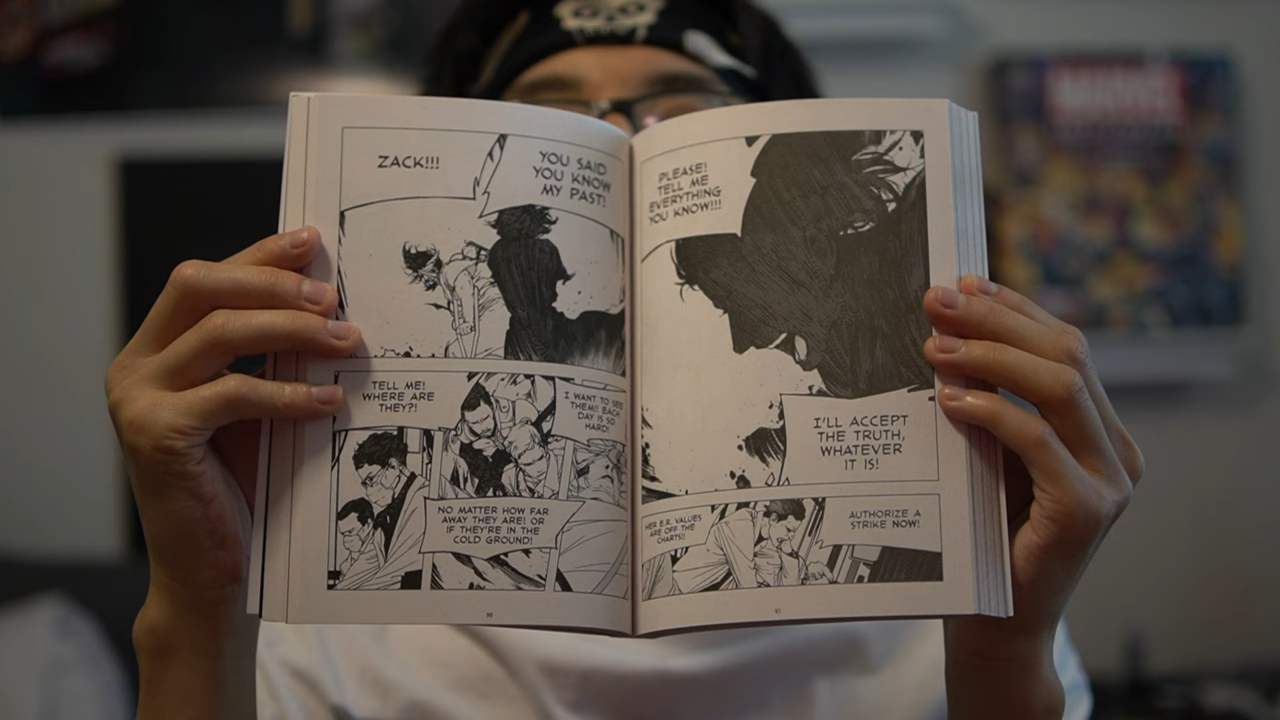 ZACK!!!
YOU SAID
YOU KNOW
MY PAST!
TELL ME!
WHERE ARE
THEY?!
I WANT TO SEE
THEM!! EACH
DAY IS SO
HARD!
NO MATTER HOW FAR
AWAY THEY ARE! OR
IF THEY'RE IN THE
COLD GROUND!
90
PLEASE!
TELL ME
EVERYTHING
YOU KNOW!!!
I'LL ACCEPT
THE TRUTH,
WHATEVER
IT IS!
HER E.R. VALUES
ARE OFF THE
CHARTS!!
AUTHORIZE A
STRIKE NOW!
91
MARVEL